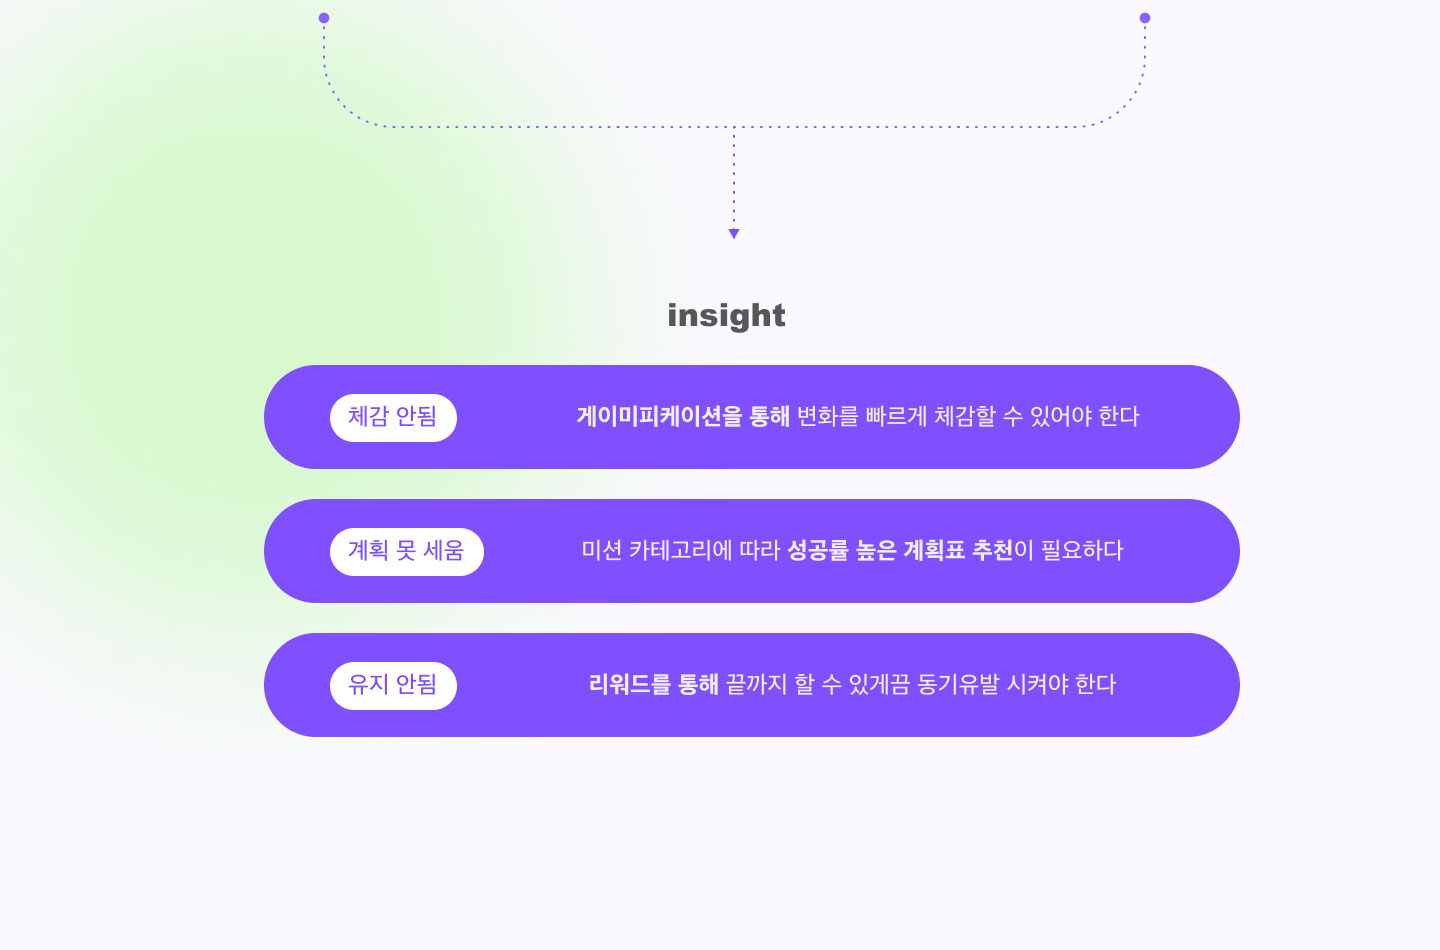 insight
체감 안됨
게이미피케이션을 통해 변화를 빠르게 체감할 수 있어야 한다
계획 못 세움
미션 카테고리에 따라 성공률 높은 계획표 추천이 필요하다
유지 안됨
리워드를 통해 끝까지 할 수 있게끔 동기유발 시켜야 한다